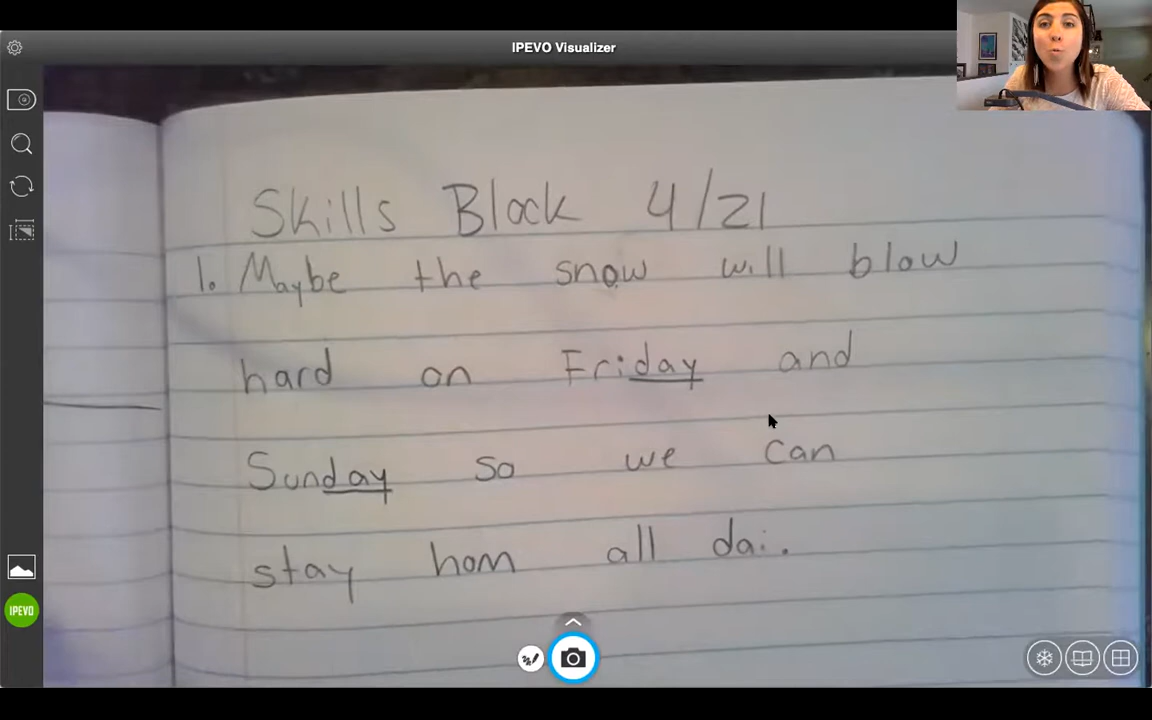 IPEVO Visualizer
Skills Block 4/21
1. Maybe the snow will blow
hard on Friday and
Sunday so we can
stay hom all dai.
IPEVO